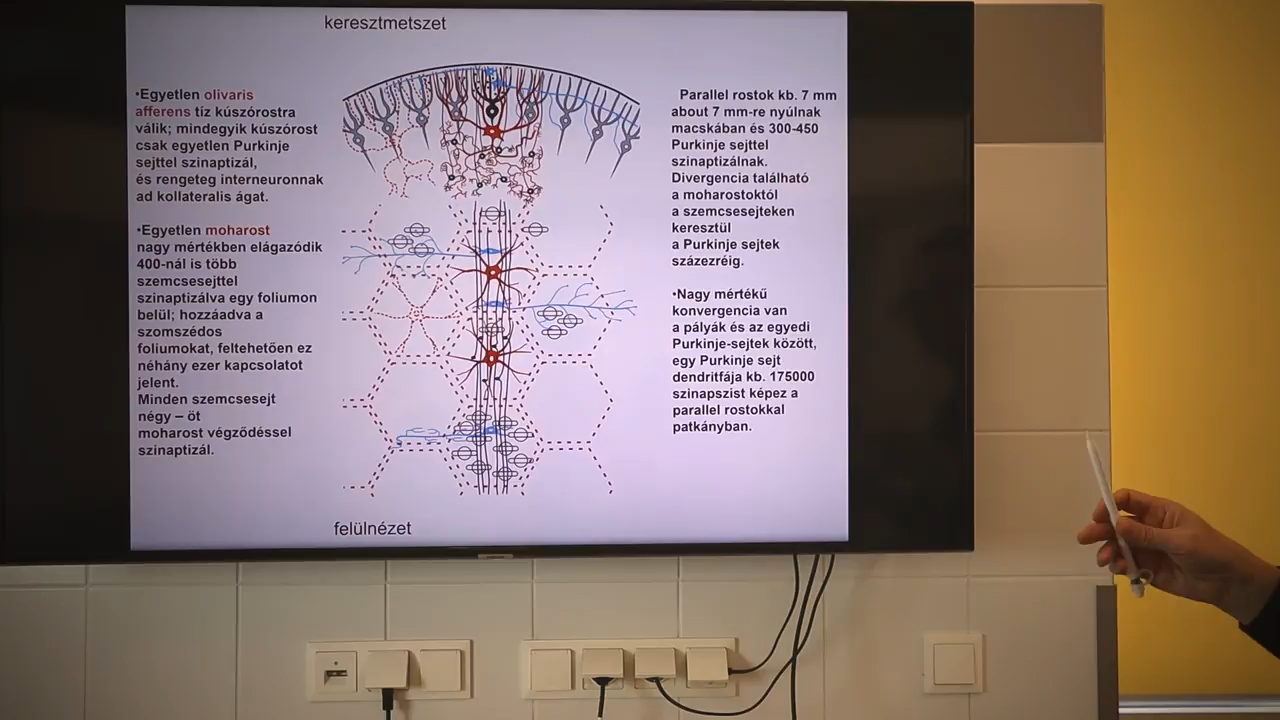 keresztmetszet
•Egyetlen olivaris
afferens tíz kúszórostra
válik; mindegyik kúszórost
csak egyetlen Purkinje
sejttel szinaptizál,
és rengeteg interneuronnak
ad kollateralis ágat.
•Egyetlen moharost
nagy mértékben elágazódik
400-nál is több
szemcsesejttel
szinaptizálva egy foliumon
belül; hozzáadva a
szomszédos
foliumokat, feltehetően ez
néhány ezer kapcsolatot
jelent.
Minden szemcsesejt
négy – öt
moharost végződéssel
szinaptizál.
Parallel rostok kb. 7 mm
about 7 mm-re nyúlnak
macskában és 300-450
Purkinje sejttel
szinaptizálnak.
Divergencia található
a moharostoktól
a szemcsesejteken
keresztül
a Purkinje sejtek
százezréig.
•Nagy mértékű
konvergencia van
a pályák és az egyedi
Purkinje-sejtek között,
egy Purkinje sejt
dendritfája kb. 175000
szinapszist képez a
parallel rostokkal
patkányban.
felülnézet